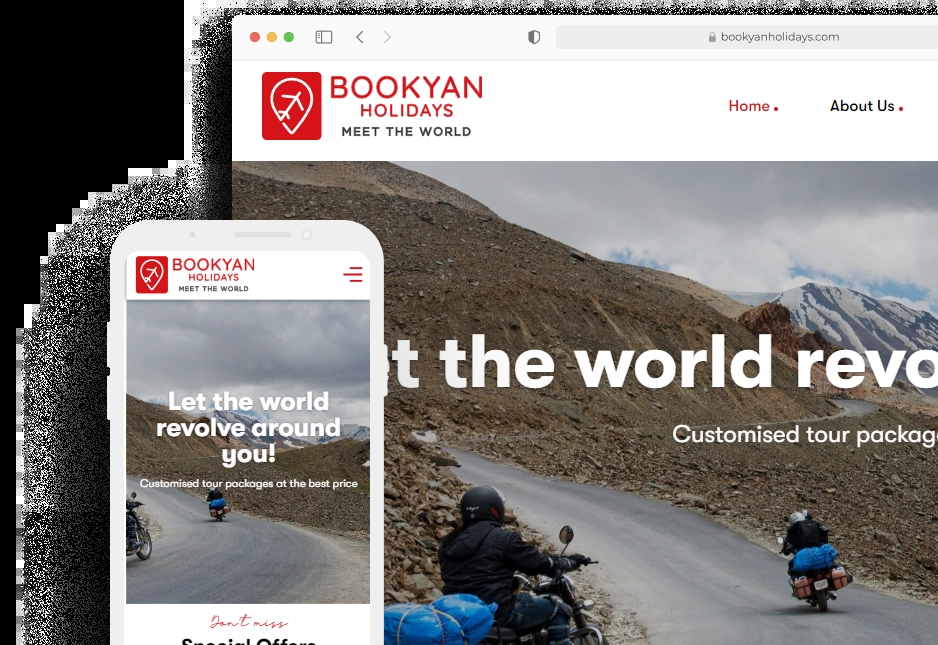 bookyanholidays.com
BOOKYAN
HOLIDAYS
MEET THE WORLD
Home
About Us
t the world revo
Customised tour packag
BOOKYAN
HOLIDAYS
MEET THE WORLD
Let the world
revolve around
you!
Customised tour packages at the best price
Don't miss
Special Offers